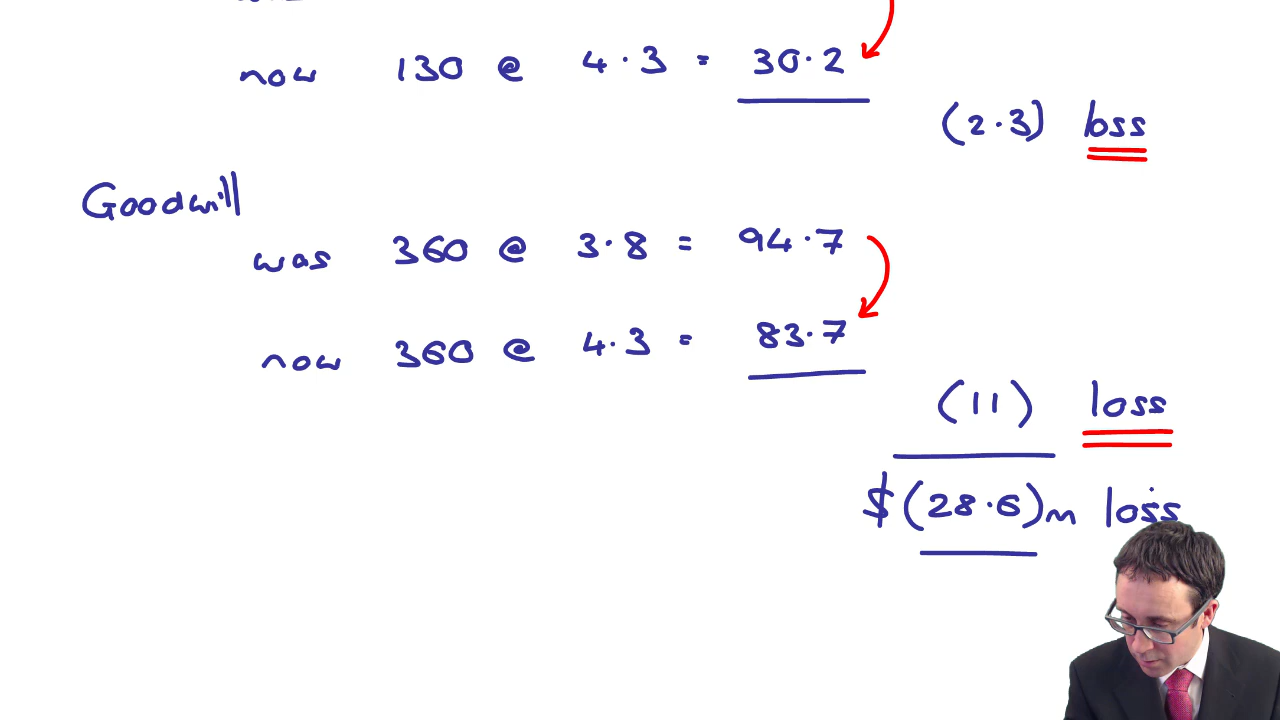 now 130 @ 4.3 = 30.2
(2.3) loss
Goodwill
was 360 @ 3.8 = 94.7
now 360 @ 4.3 = 83.7
(11) loss
$(28.6)m loss